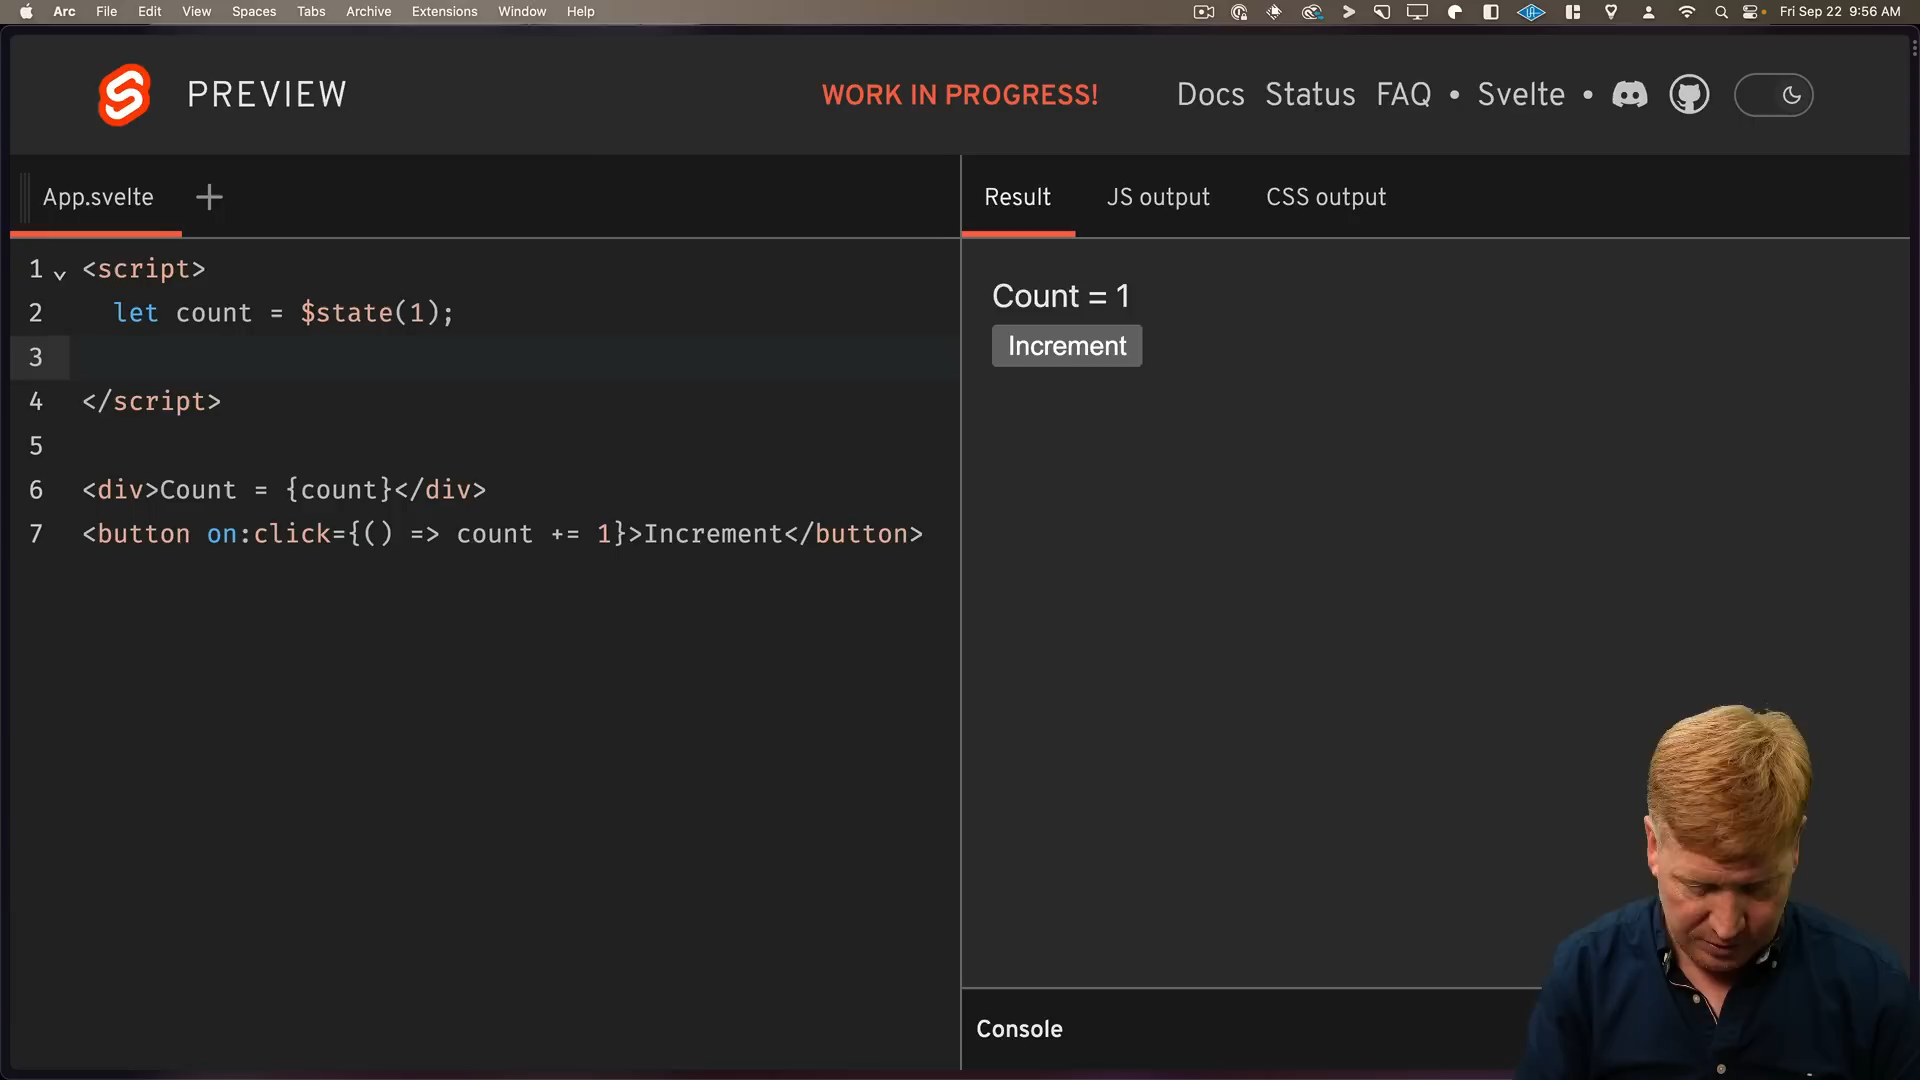 Arc File Edit View Spaces Tabs Archive Extensions Window Help Fri Sep 22 9:56 AM
PREVIEW WORK IN PROGRESS! Docs Status FAQ • Svelte •
App.svelte +
Result JS output CSS output
1 <script>
2 let count = $state(1);
3
4 </script>
5
6 <div>Count = {count}</div>
7 <button on:click={() => count += 1}>Increment</button>
Count = 1
Increment
Console